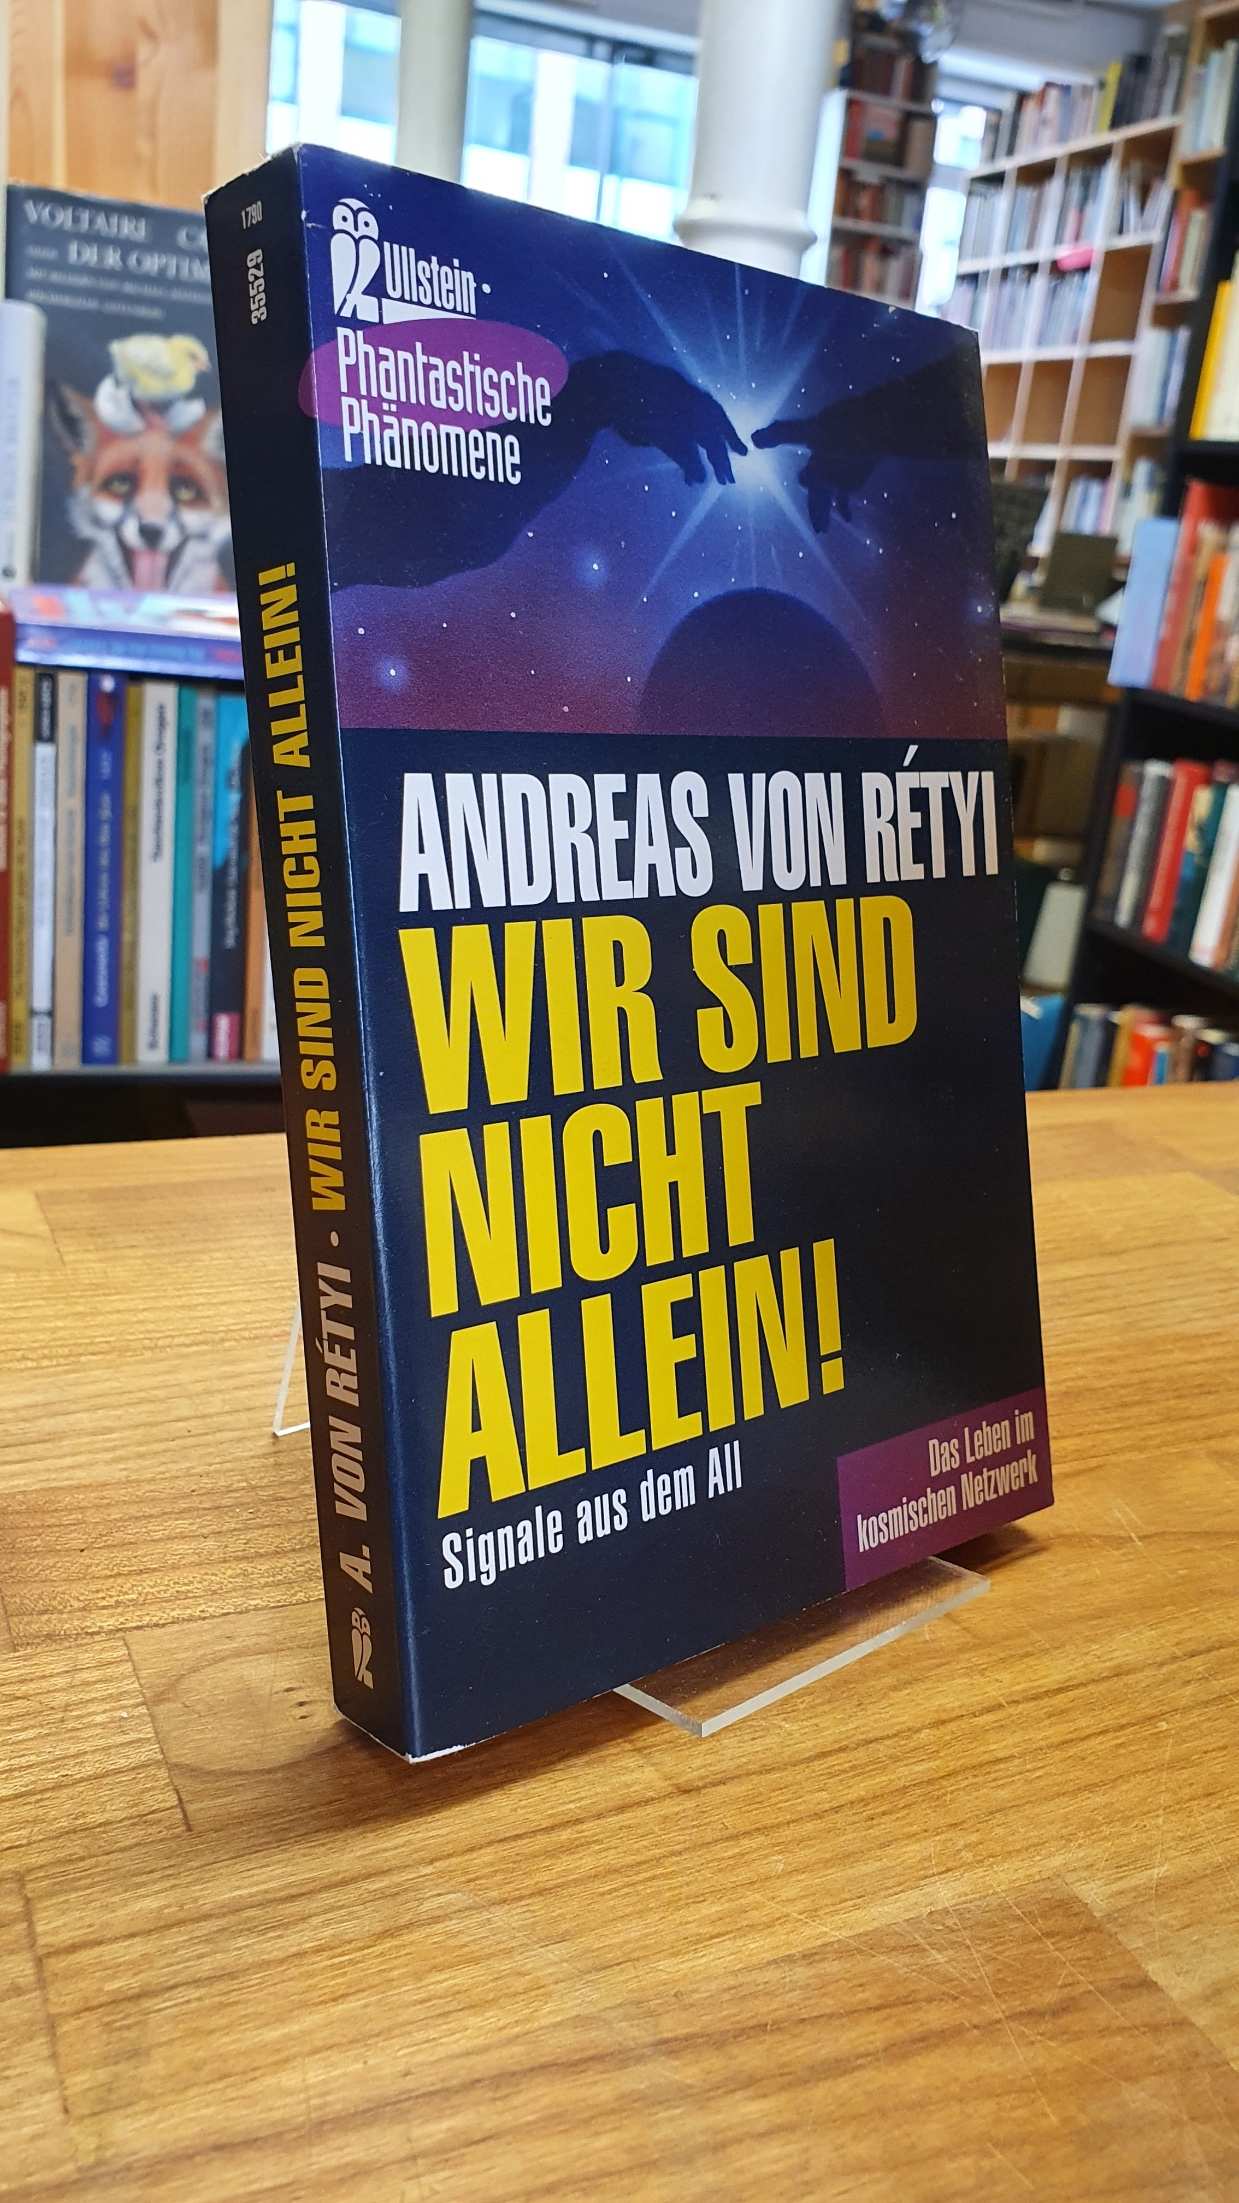 VOLTAIRE
DER OPTIM
1790
35529
A. VON RÉTYI · WIR SIND NICHT ALLEIN!
Ullstein
Phantastische
Phänomene
ANDREAS VON RÉTYI
WIR SIND
NICHT
ALLEIN!
Signale aus dem All
Das Leben im
kosmischen Netzwerk